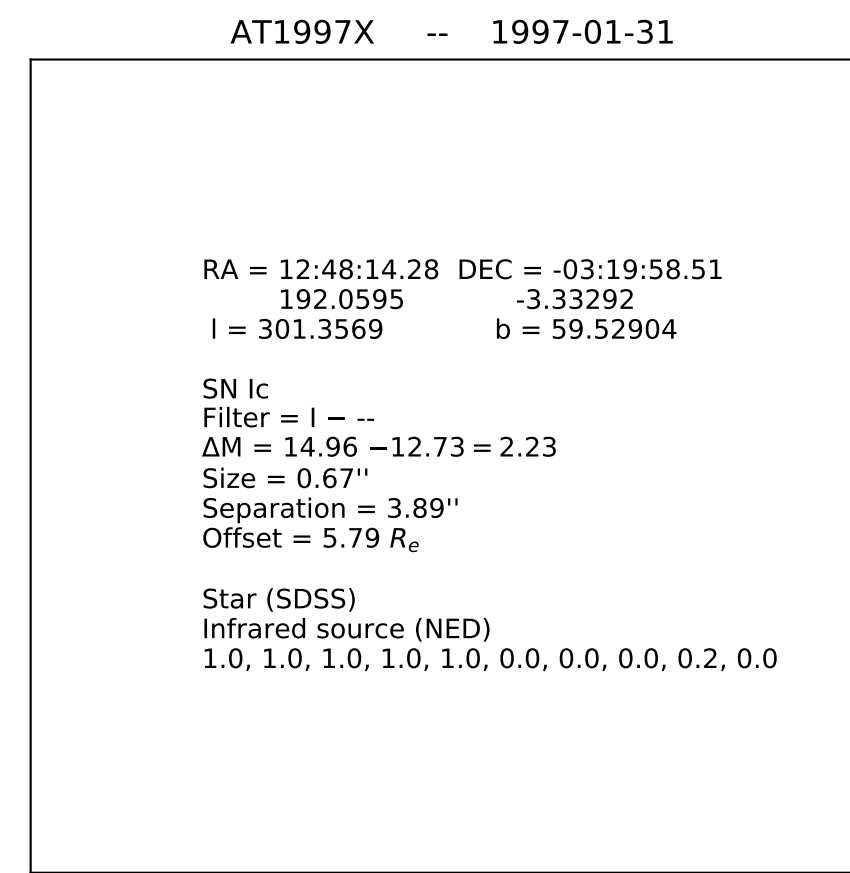 AT1997X -- 1997-01-31
RA = 12:48:14.28 DEC = -03:19:58.51
192.0595 -3.33292
l = 301.3569 b = 59.52904
SN Ic
Filter = I − --
ΔM = 14.96 −12.73 = 2.23
Size = 0.67''
Separation = 3.89''
Offset = 5.79 Re
Star (SDSS)
Infrared source (NED)
1.0, 1.0, 1.0, 1.0, 1.0, 0.0, 0.0, 0.0, 0.2, 0.0